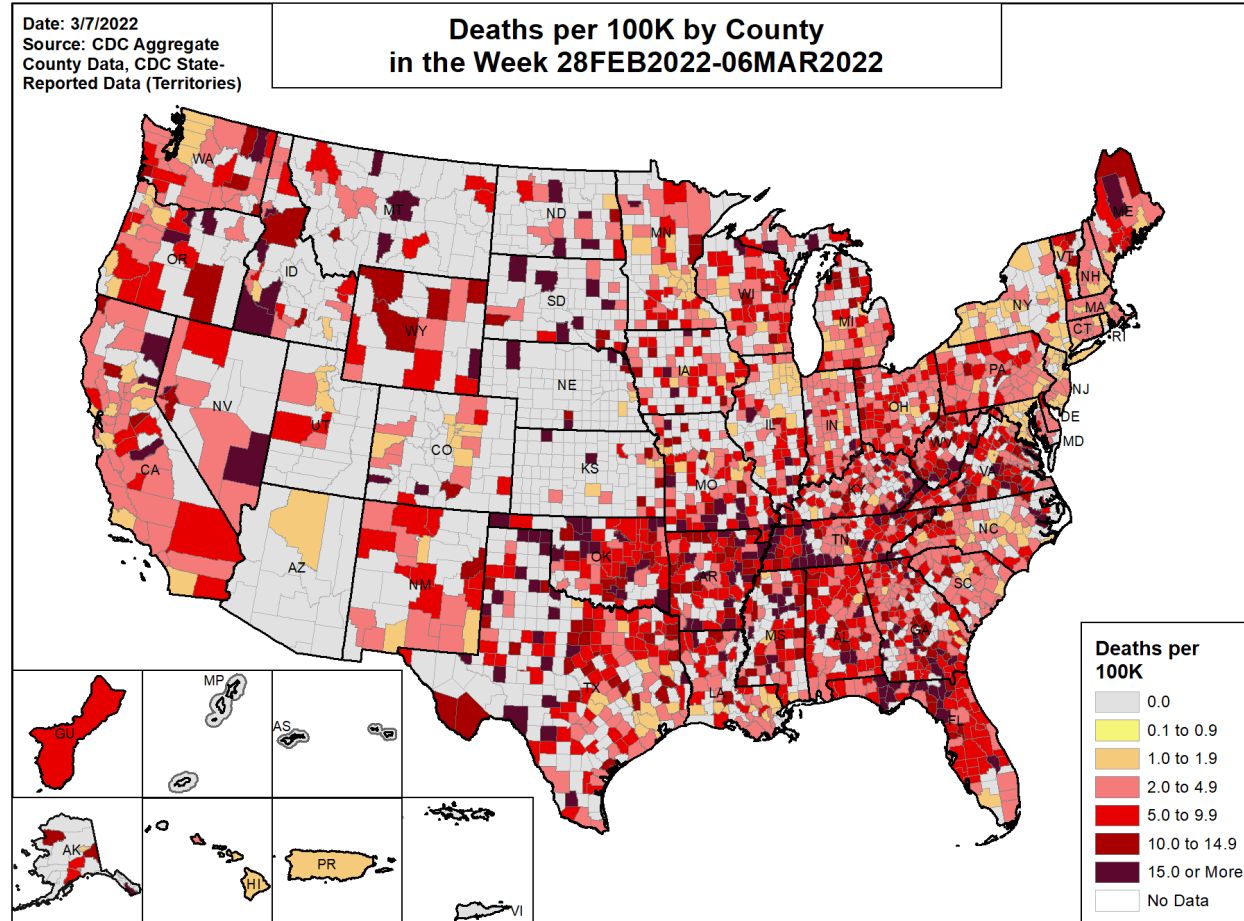 Date: 3/7/2022
Source: CDC Aggregate
County Data, CDC State-
Reported Data (Territories)
Deaths per 100K by County
in the Week 28FEB2022-06MAR2022
WA
MT
ND
MN
ME
OR
ID
SD
WI
MI
VT
NH
NY
MA
CT
RI
WY
IA
NE
PA
NJ
NV
UT
CO
IL
IN
OH
DE
MD
WV
VA
CA
KS
MO
KY
AZ
NM
OK
AR
TN
NC
SC
MS
AL
GA
TX
LA
FL
GU
MP
AS
AK
HI
PR
VI
Deaths per
100K
0.0
0.1 to 0.9
1.0 to 1.9
2.0 to 4.9
5.0 to 9.9
10.0 to 14.9
15.0 or More
No Data